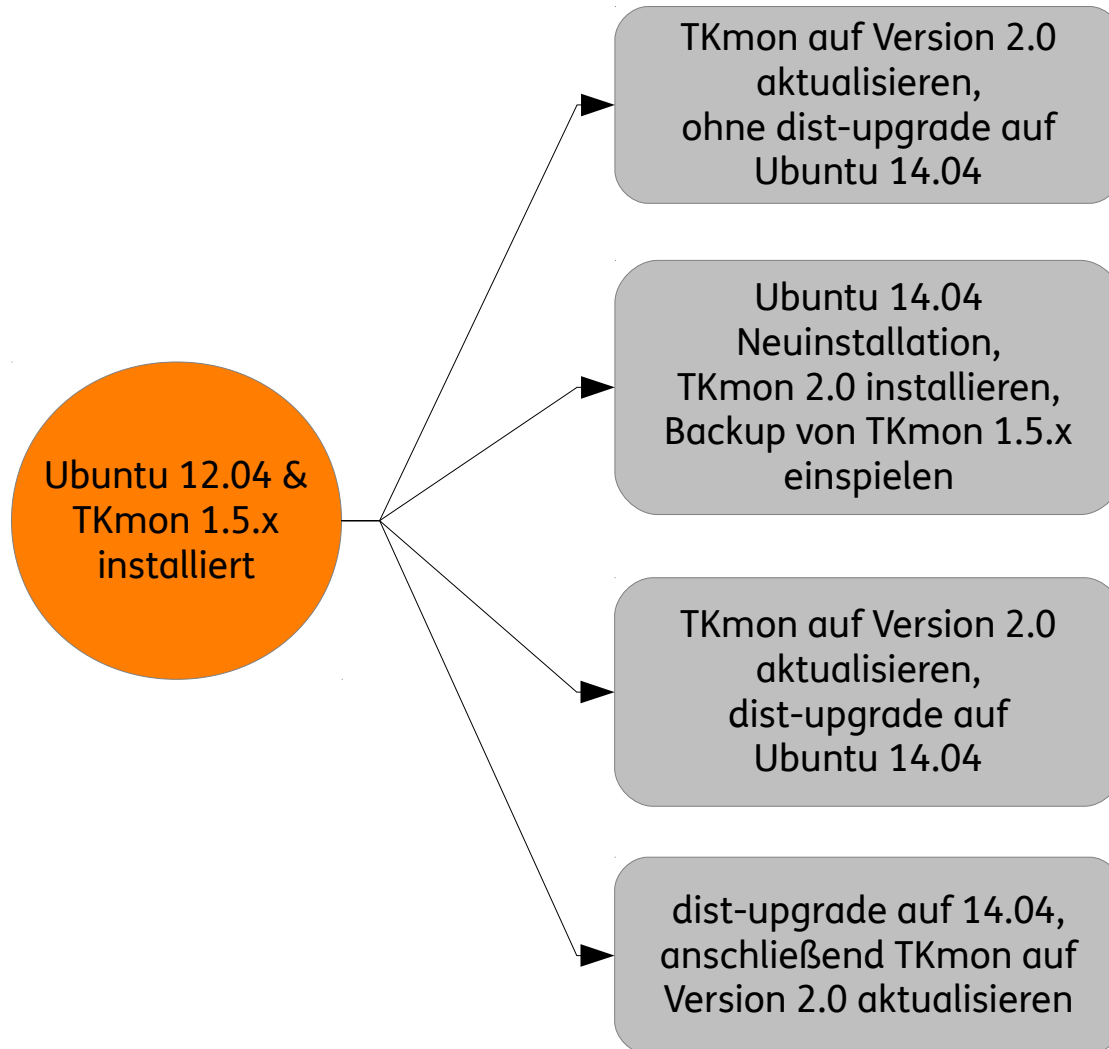 Ubuntu 12.04 &
TKmon 1.5.x
installiert
TKmon auf Version 2.0
aktualisieren,
ohne dist-upgrade auf
Ubuntu 14.04
Ubuntu 14.04
Neuinstallation,
TKmon 2.0 installieren,
Backup von TKmon 1.5.x
einspielen
TKmon auf Version 2.0
aktualisieren,
dist-upgrade auf
Ubuntu 14.04
dist-upgrade auf 14.04,
anschließend TKmon auf
Version 2.0 aktualisieren